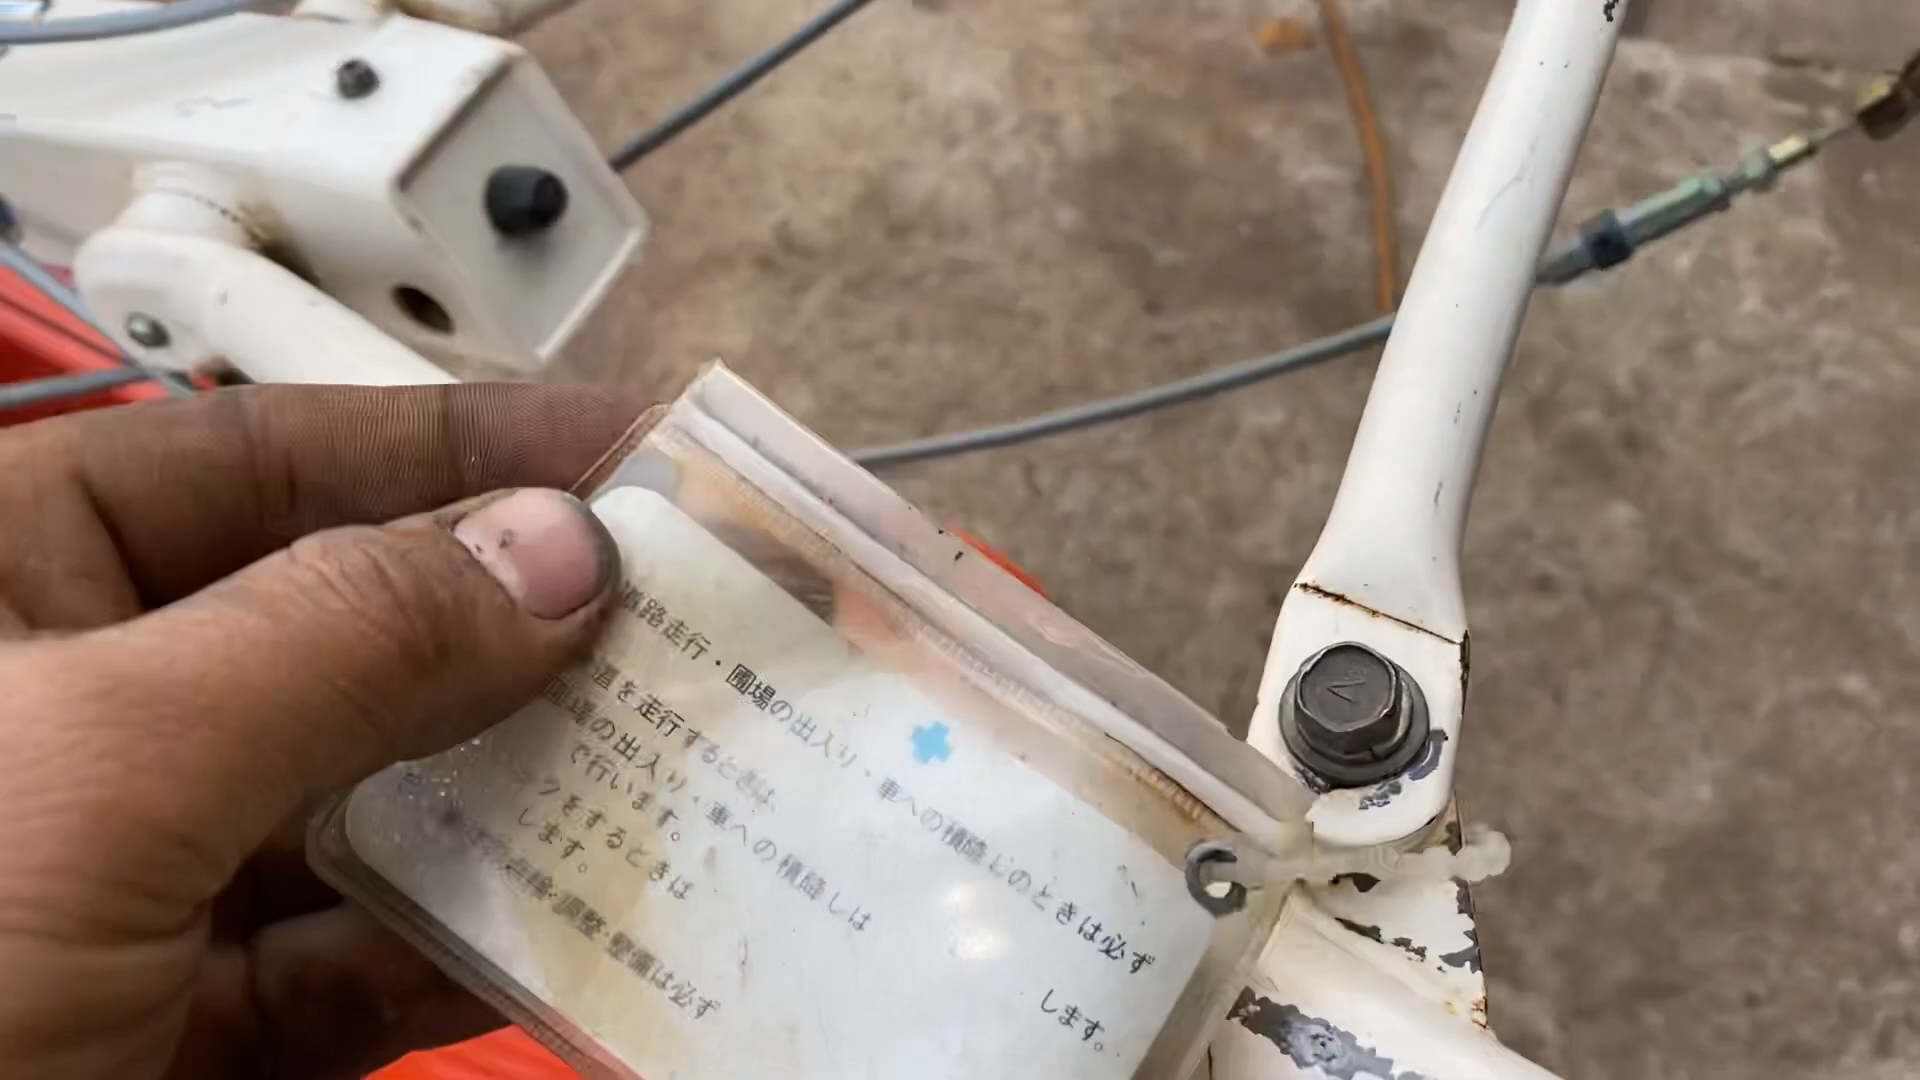 道路走行・圃場の出入り・車への積降しのときは必ず
します。
道を走行するときは、
圃場の出入り・車への積降しは
で行います。
をするときは
します。
点検・調整・整備は必ず